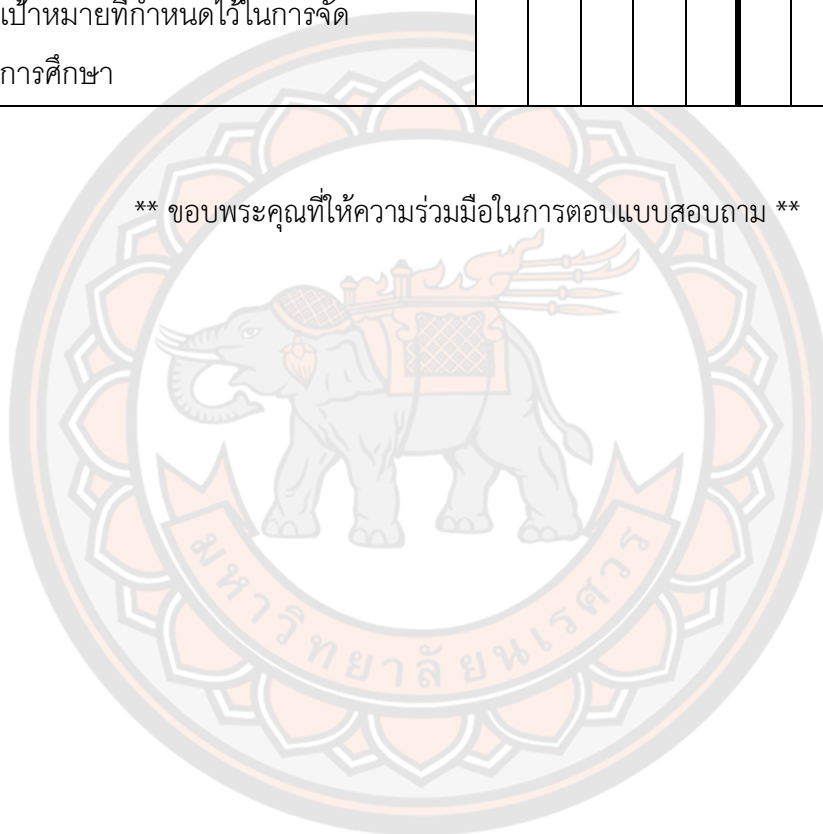 เป้าหมายที่กำหนดไว้ในการจัด
การศึกษา
** ขอบพระคุณที่ให้ความร่วมมือในการตอบแบบสอบถาม **
มหาวิทยาลัยนเรศวร